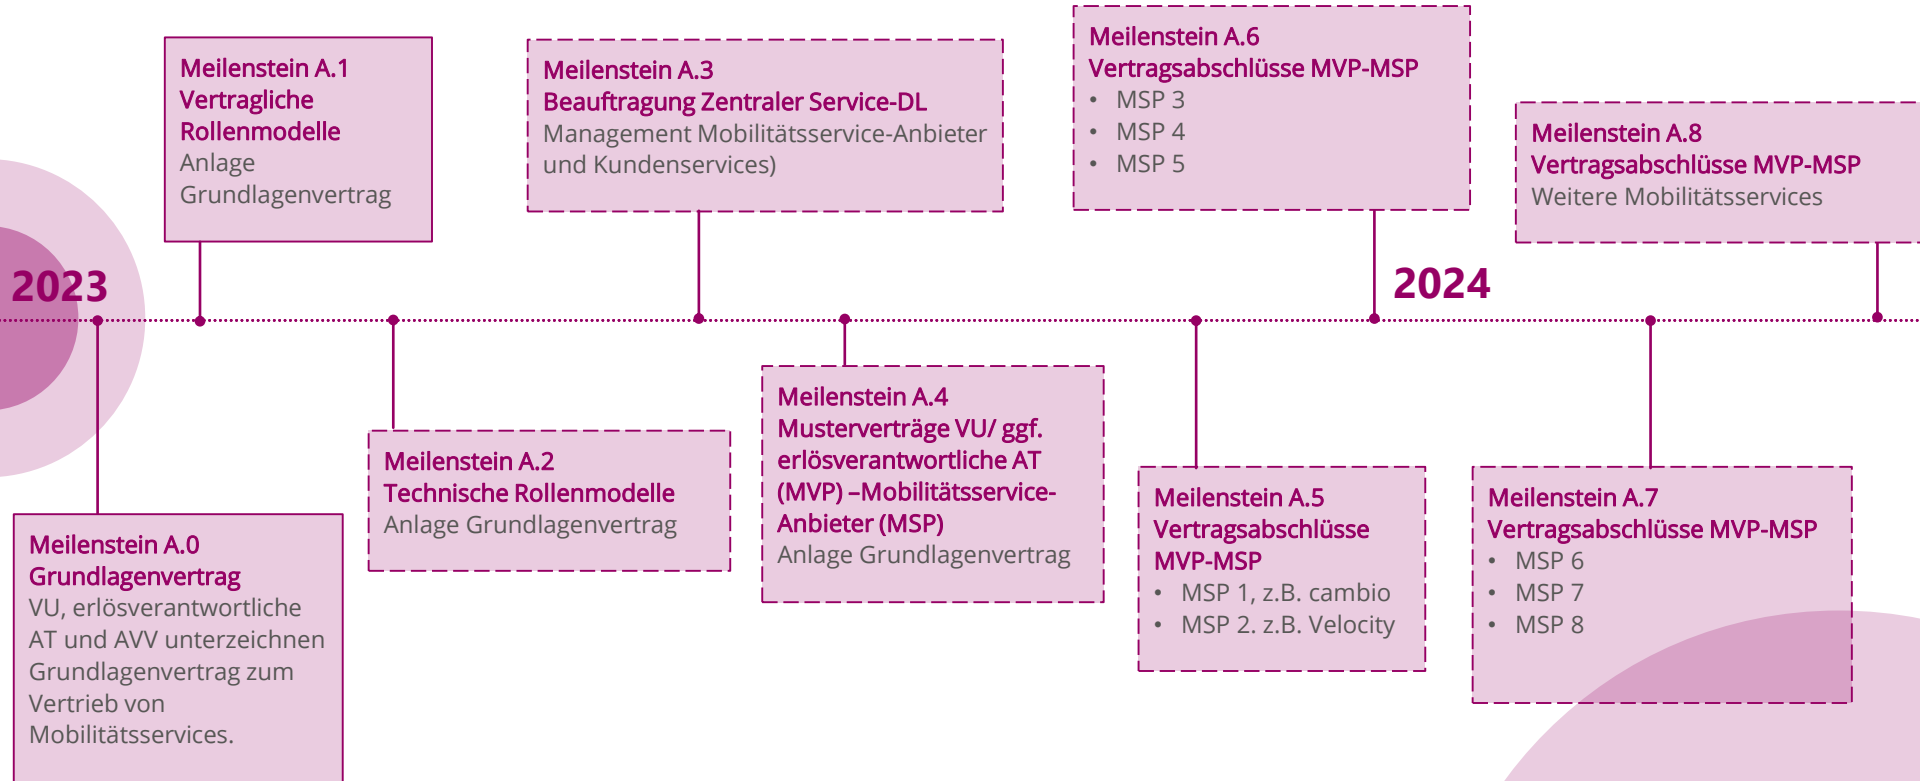 2023
Meilenstein A.0
Grundlagenvertrag
VU, erlösverantwortliche
AT und AVV unterzeichnen
Grundlagenvertrag zum
Vertrieb von
Mobilitätsservices.
Meilenstein A.1
Vertragliche
Rollenmodelle
Anlage
Grundlagenvertrag
Meilenstein A.2
Technische Rollenmodelle
Anlage Grundlagenvertrag
Meilenstein A.3
Beauftragung Zentraler Service-DL
Management Mobilitätsservice-Anbieter
und Kundenservices)
Meilenstein A.4
Musterverträge VU/ ggf.
erlösverantwortliche AT
(MVP) –Mobilitätsservice-
Anbieter (MSP)
Anlage Grundlagenvertrag
Meilenstein A.5
Vertragsabschlüsse
MVP-MSP
• MSP 1, z.B. cambio
• MSP 2. z.B. Velocity
Meilenstein A.6
Vertragsabschlüsse MVP-MSP
• MSP 3
• MSP 4
• MSP 5
2024
Meilenstein A.7
Vertragsabschlüsse MVP-MSP
• MSP 6
• MSP 7
• MSP 8
Meilenstein A.8
Vertragsabschlüsse MVP-MSP
Weitere Mobilitätsservices